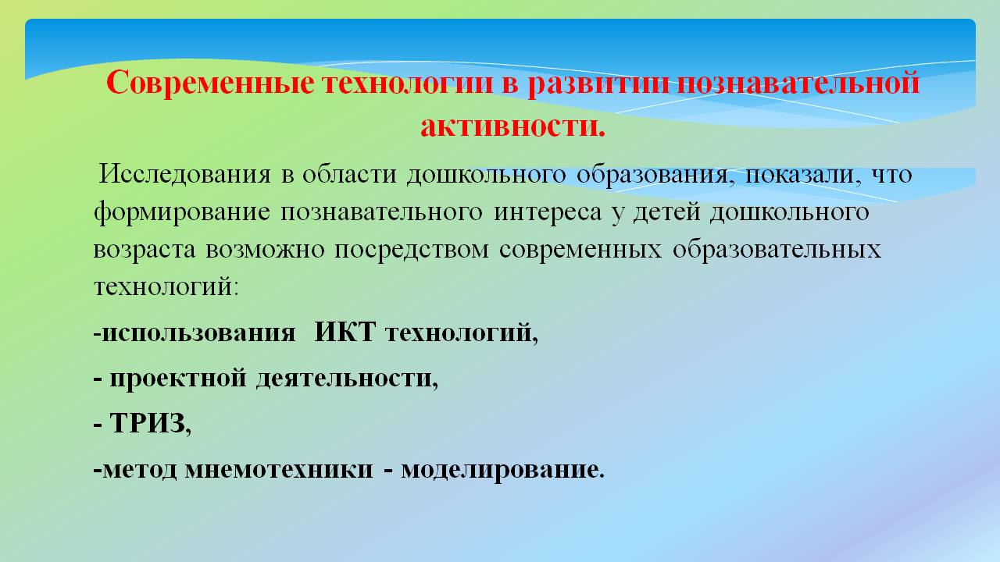 Современные технологии в развитии познавательной
активности.
Исследования в области дошкольного образования, показали, что
формирование познавательного интереса у детей дошкольного
возраста возможно посредством современных образовательных
технологий:
-использования ИКТ технологий,
- проектной деятельности,
- ТРИЗ,
-метод мнемотехники - моделирование.